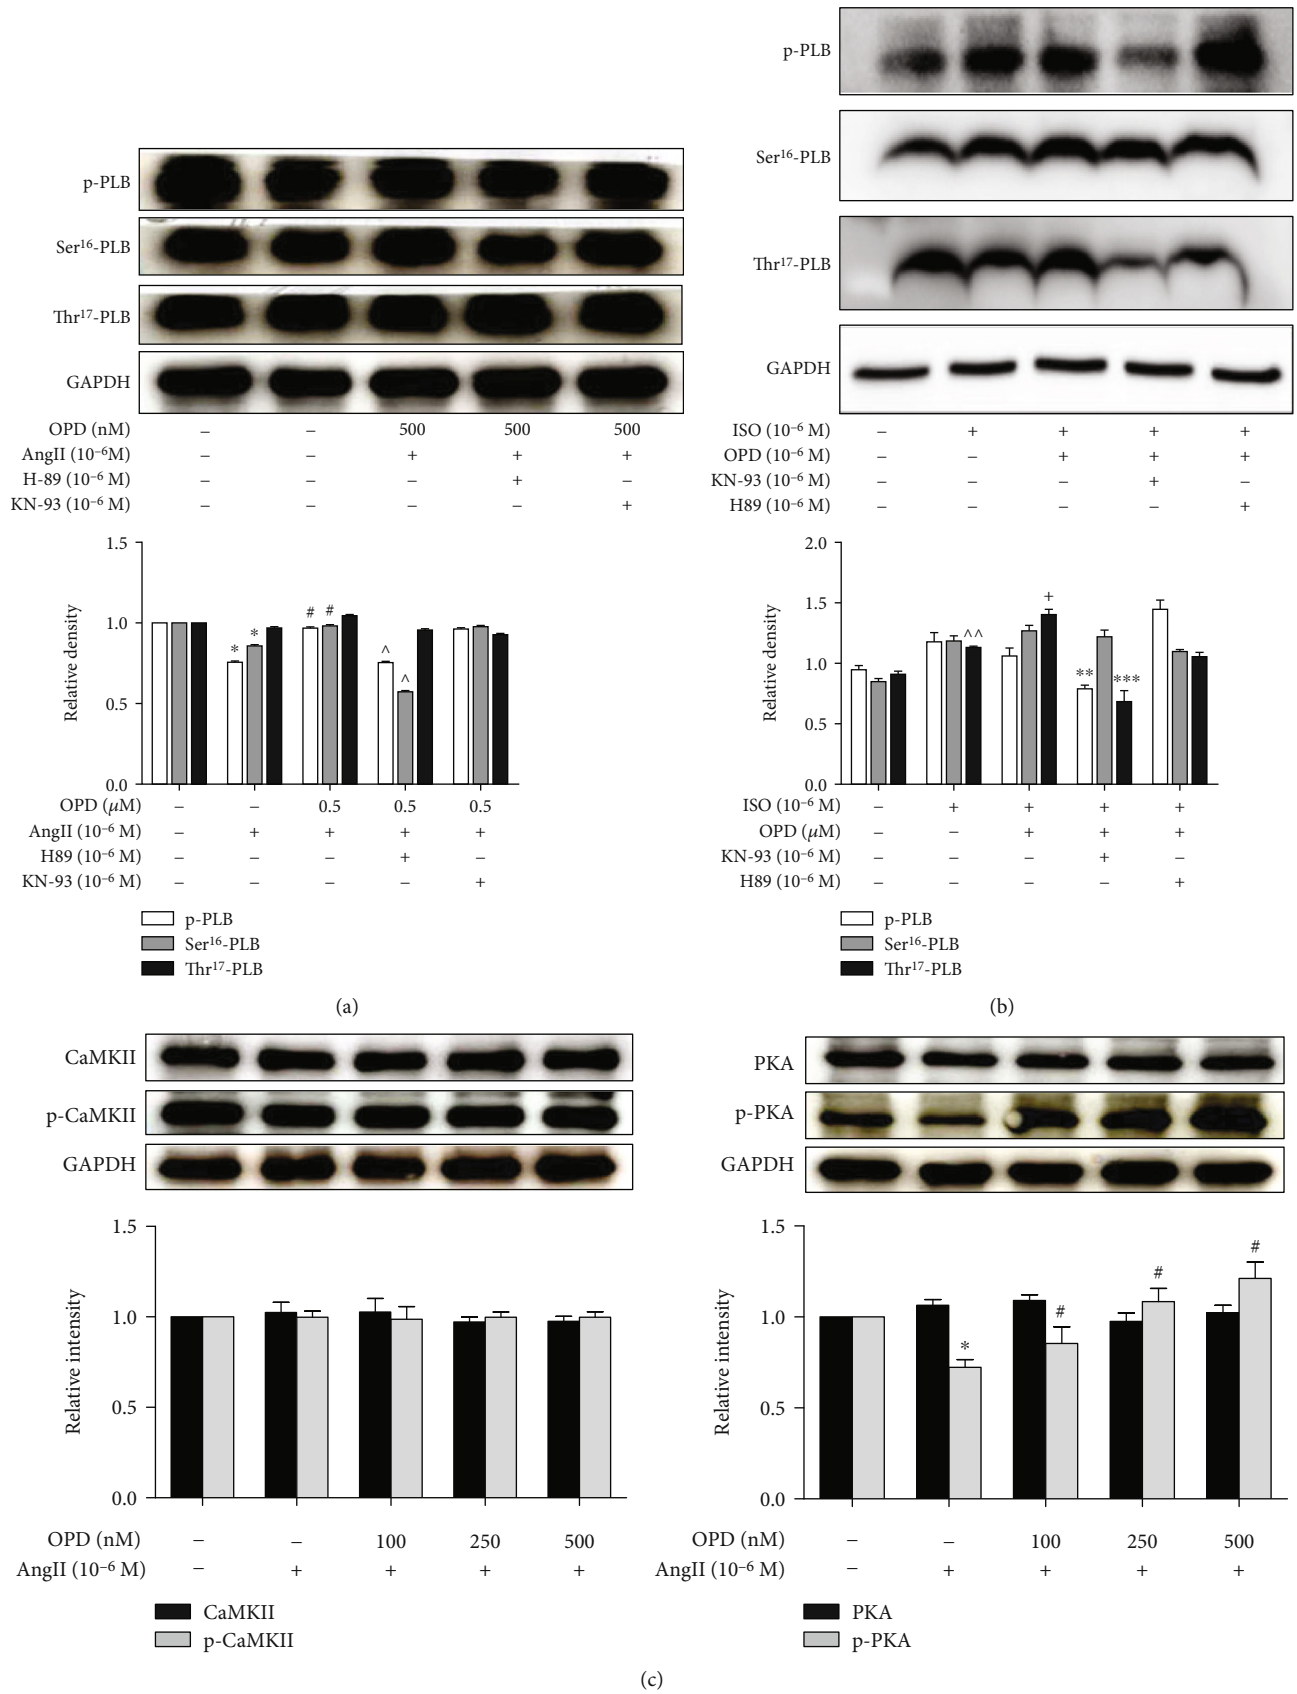 p-PLB
Ser¹⁶-PLB
Thr¹⁷-PLB
GAPDH
OPD (nM) – – 500 500 500
AngII (10⁻⁶M) – – + + +
H-89 (10⁻⁶ M) – – – + –
KN-93 (10⁻⁶ M) – – – – +
1.5
1.0
0.5
0.0
Relative density
* * # # ^ ^
OPD (μM) – – 0.5 0.5 0.5
AngII (10⁻⁶ M) – + + + +
H89 (10⁻⁶ M) – – – + –
KN-93 (10⁻⁶ M) – – – – +
p-PLB
Ser¹⁶-PLB
Thr¹⁷-PLB
(a)
p-PLB
Ser¹⁶-PLB
Thr¹⁷-PLB
GAPDH
ISO (10⁻⁶ M) – + + + +
OPD (10⁻⁶ M) – – + + +
KN-93 (10⁻⁶ M) – – – + –
H89 (10⁻⁶ M) – – – – +
2.0
1.5
1.0
0.5
0.0
Relative density
^^ + ** ***
ISO (10⁻⁶ M) – + + + +
OPD (μM) – – + + +
KN-93 (10⁻⁶ M) – – – + –
H89 (10⁻⁶ M) – – – – +
p-PLB
Ser¹⁶-PLB
Thr¹⁷-PLB
(b)
CaMKII
p-CaMKII
GAPDH
1.5
1.0
0.5
0.0
Relative intensity
OPD (nM) – – 100 250 500
AngII (10⁻⁶ M) – + + + +
CaMKII
p-CaMKII
PKA
p-PKA
GAPDH
1.5
1.0
0.5
0.0
Relative intensity
* # # #
OPD (nM) – – 100 250 500
AngII (10⁻⁶ M) – + + + +
PKA
p-PKA
(c)